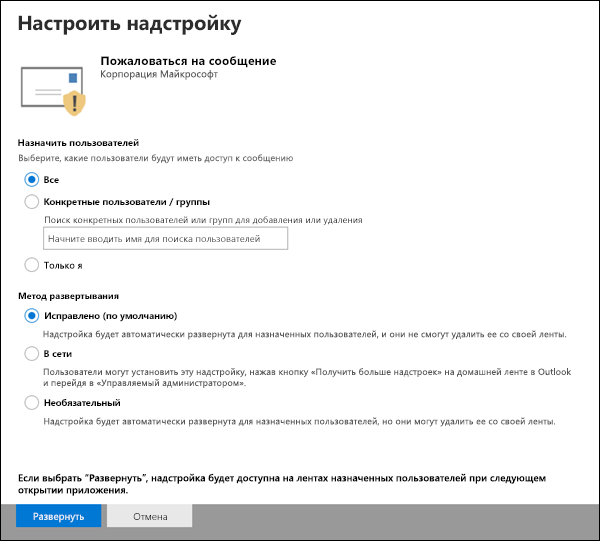 Настроить надстройку
Пожаловаться на сообщение
Корпорация Майкрософт
Назначить пользователей
Выберите, какие пользователи будут иметь доступ к сообщению
Все
Конкретные пользователи / группы
Поиск конкретных пользователей или групп для добавления или удаления
Начните вводить имя для поиска пользователей
Только я
Метод развертывания
Исправлено (по умолчанию)
Надстройка будет автоматически развернута для назначенных пользователей, и они не смогут удалить ее со своей ленты.
В сети
Пользователи могут установить эту надстройку, нажав кнопку «Получить больше надстроек» на домашней ленте в Outlook
и перейдя в «Управляемый администратором».
Необязательный
Надстройка будет автоматически развернута для назначенных пользователей, но они могут удалить ее со своей ленты.
Если выбрать “Развернуть”, надстройка будет доступна на лентах назначенных пользователей при следующем
открытии приложения.
Развернуть
Отмена